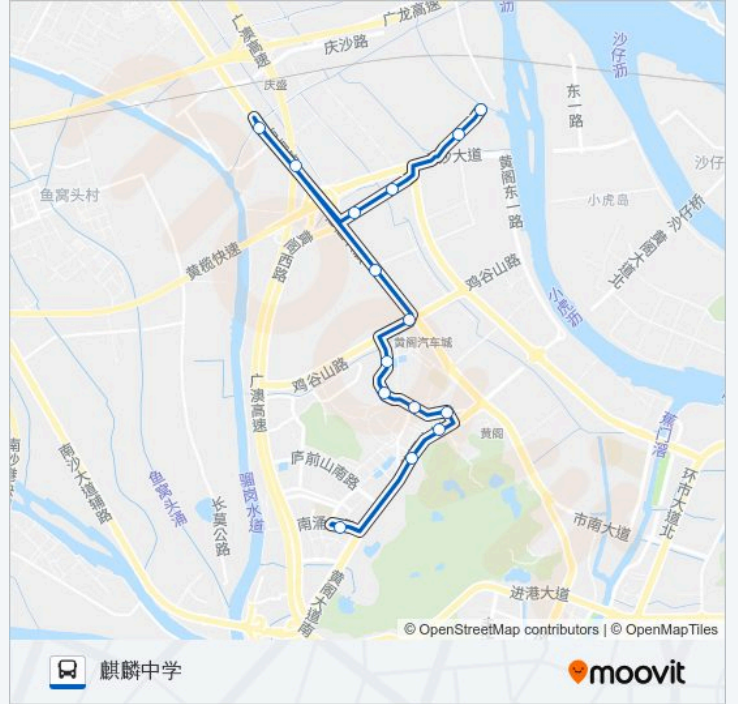 广龙高速
沥
广澳高速
庆沙路
沙仔沥
庆盛
东一路
沙大道
黄阁东一路
沙仔
鱼窝头村
小虎岛
沙仔桥
黄阁西路
黄阁大道北
黄榄快速
鸡谷山路
小虎沥
黄阁汽车城
鸡谷山路
广澳高速
蕉门
黄阁
南沙大道辅路
庐前山南路
鱼窝头涌
骝岗水道
环市大道北
长莫公路
南涌
市南大道
黄阁大道南
进港大道
© OpenStreetMap contributors | © OpenMapTiles
麒麟中学
moovit